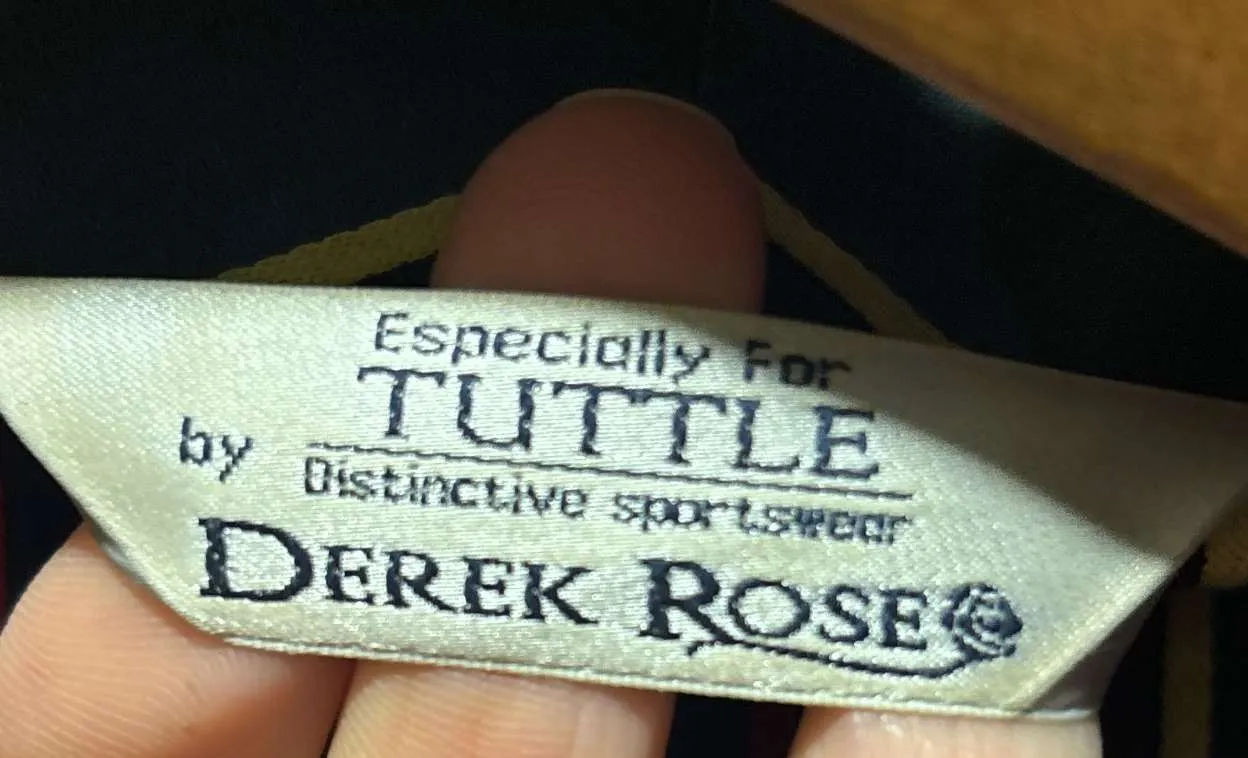 Especially For
TUTTLE
by
Distinctive sportswear
DEREK ROSE